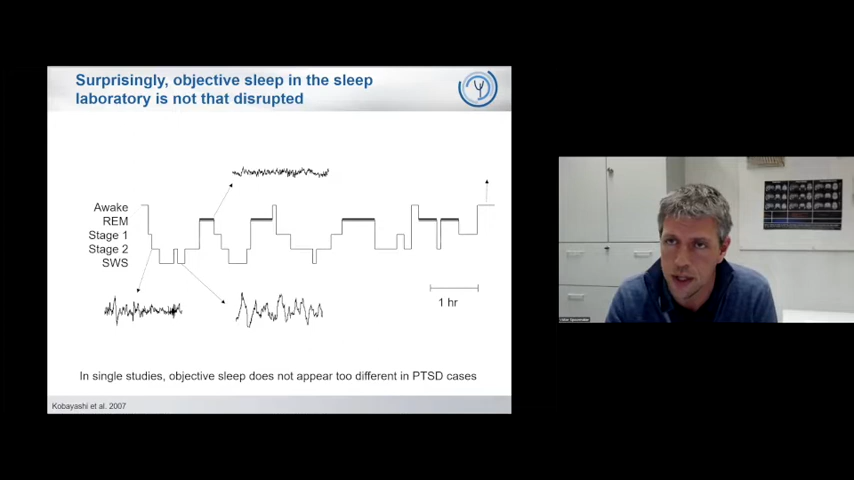 Surprisingly, objective sleep in the sleep
laboratory is not that disrupted
Awake
REM
Stage 1
Stage 2
SWS
1 hr
In single studies, objective sleep does not appear too different in PTSD cases
Kobayashi et al. 2007